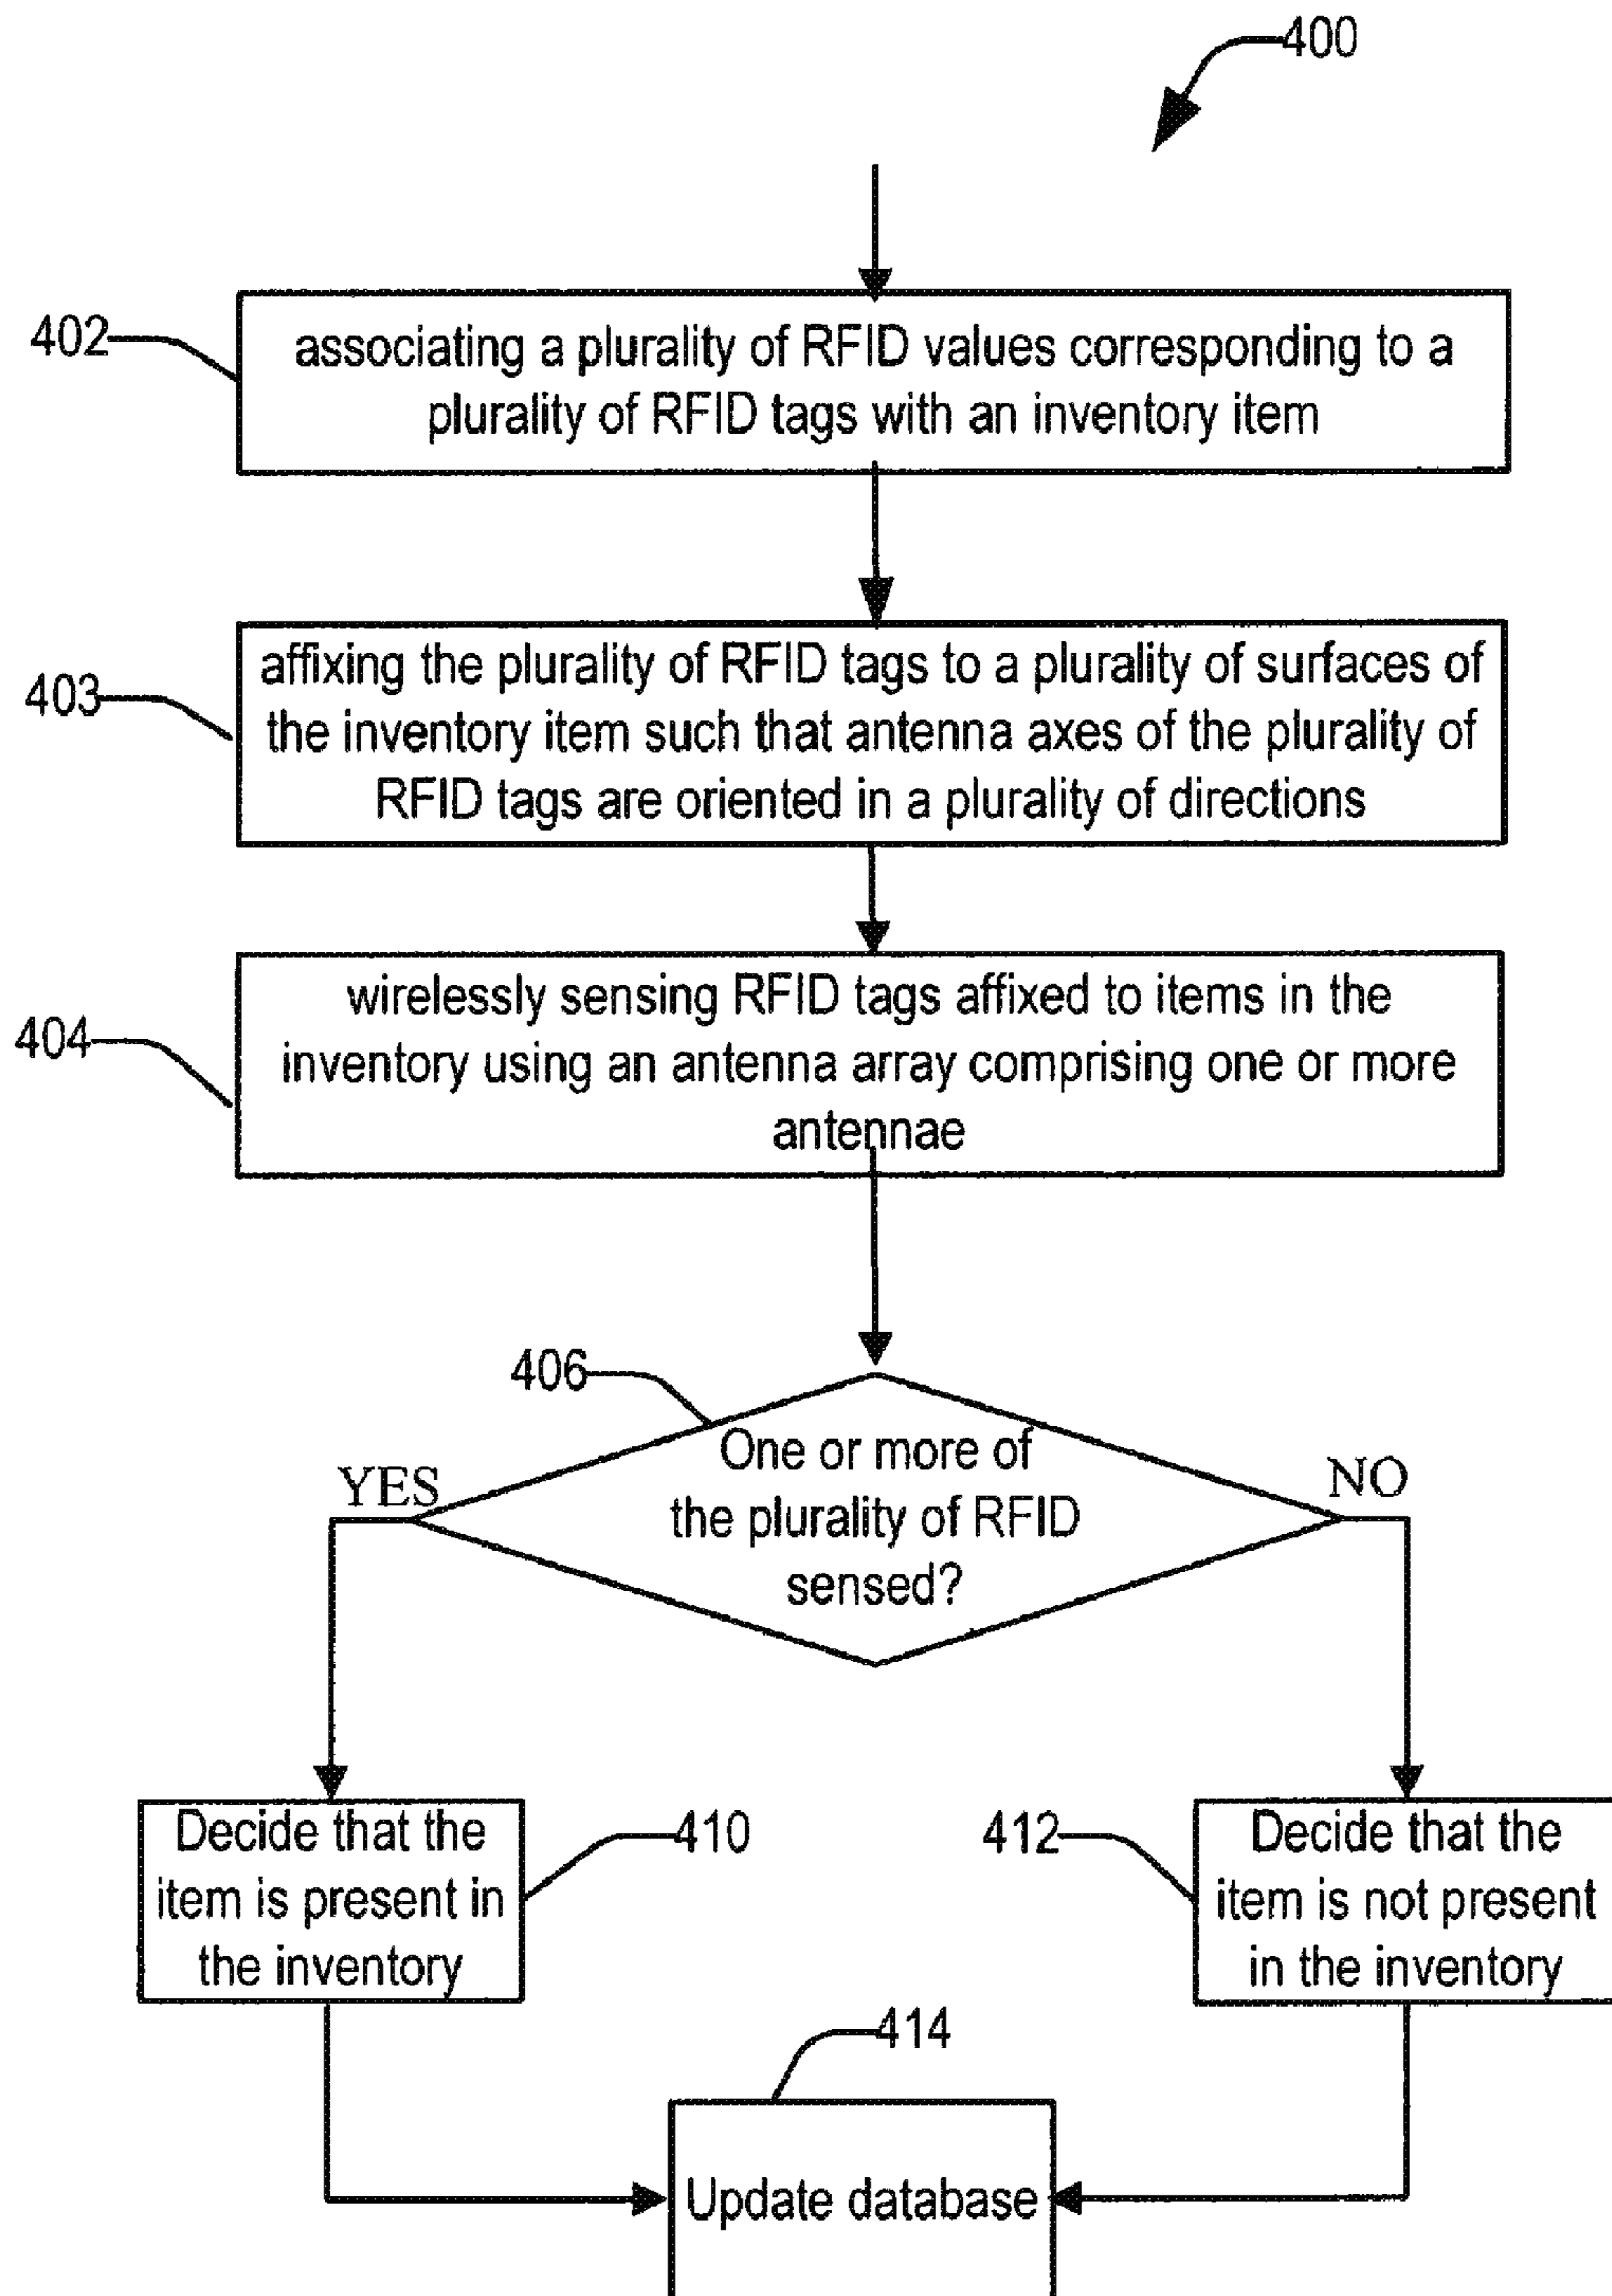 400
402
associating a plurality of RFID values corresponding to a
plurality of RFID tags with an inventory item
403
affixing the plurality of RFID tags to a plurality of surfaces of
the inventory item such that antenna axes of the plurality of
RFID tags are oriented in a plurality of directions
404
wirelessly sensing RFID tags affixed to items in the
inventory using an antenna array comprising one or more
antennae
406
One or more of
the plurality of RFID
sensed?
YES
NO
Decide that the
item is present in
the inventory
410
412
Decide that the
item is not present
in the inventory
414
Update database